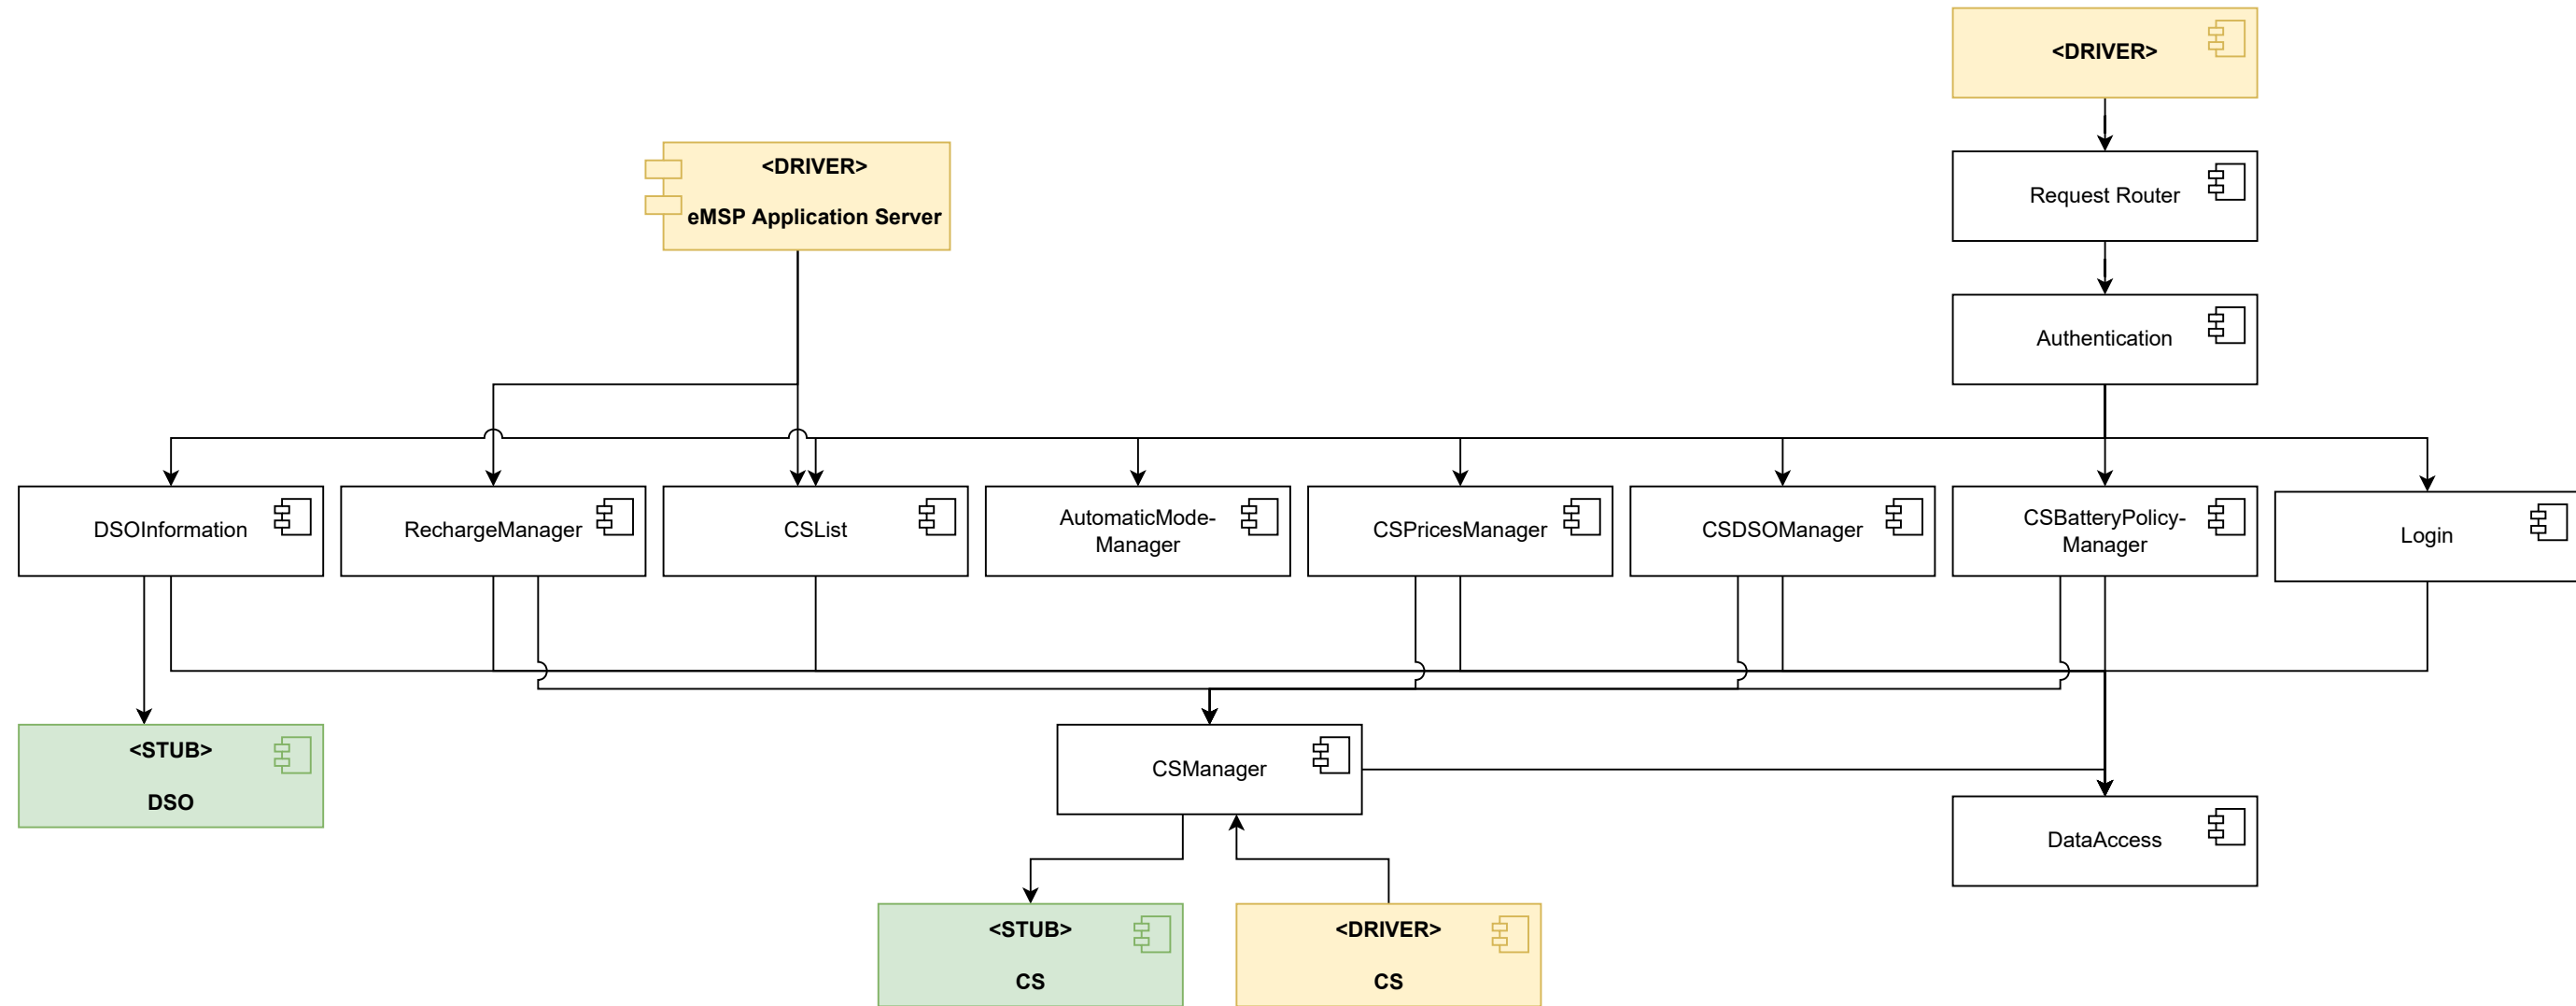 <DRIVER>
<DRIVER>
eMSP Application Server
Request Router
Authentication
DSOInformation
RechargeManager
CSList
AutomaticMode-
Manager
CSPricesManager
CSDSOManager
CSBatteryPolicy-
Manager
Login
<STUB>
DSO
CSManager
DataAccess
<STUB>
CS
<DRIVER>
CS